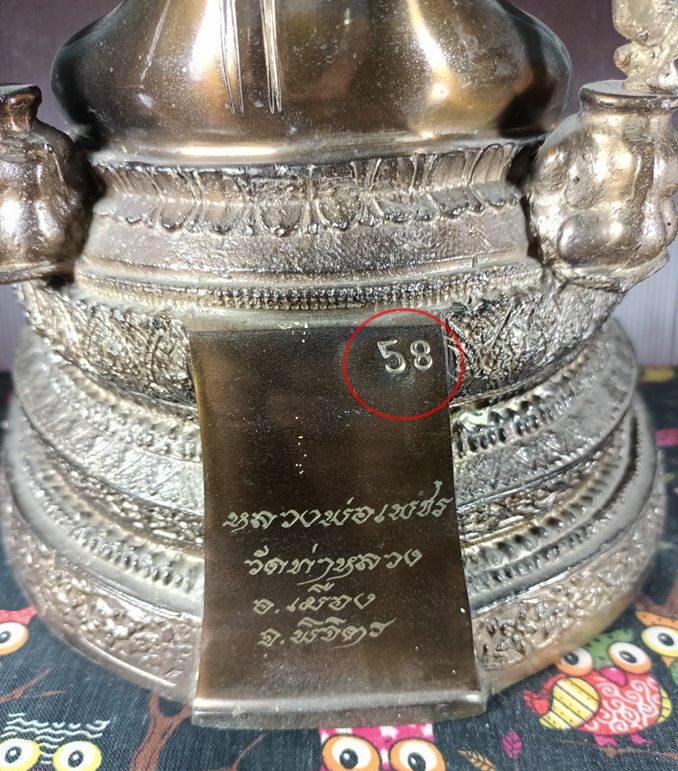 58
หลวงพ่อเพชร
วัดท่าหลวง
อ.เมือง
จ.พิจิตร